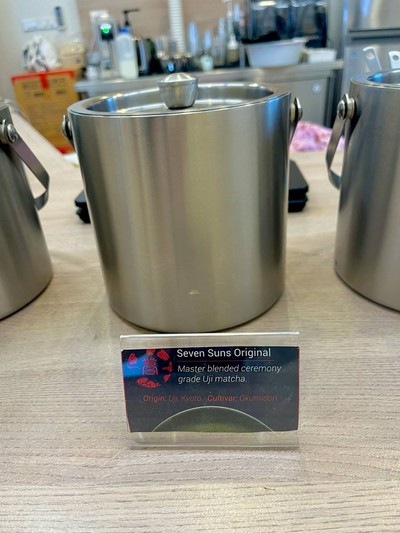 Seven Suns Original
Master blended ceremony
grade Uji matcha.
Origin: Uji, Kyoto. Cultivar: Okumidori